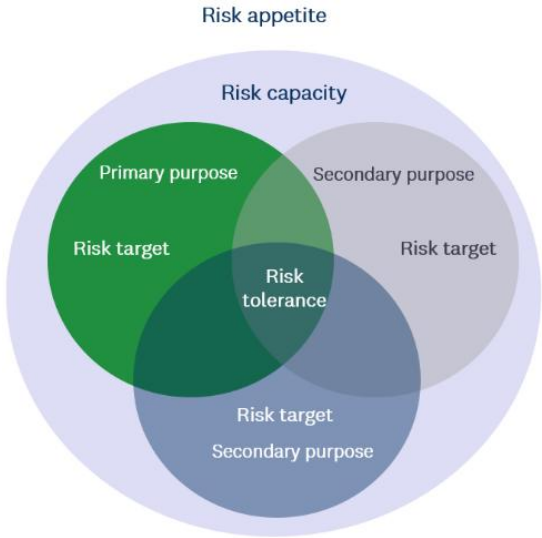 Risk appetite
Risk capacity
Primary purpose
Secondary purpose
Risk target
Risk target
Risk
tolerance
Risk target
Secondary purpose